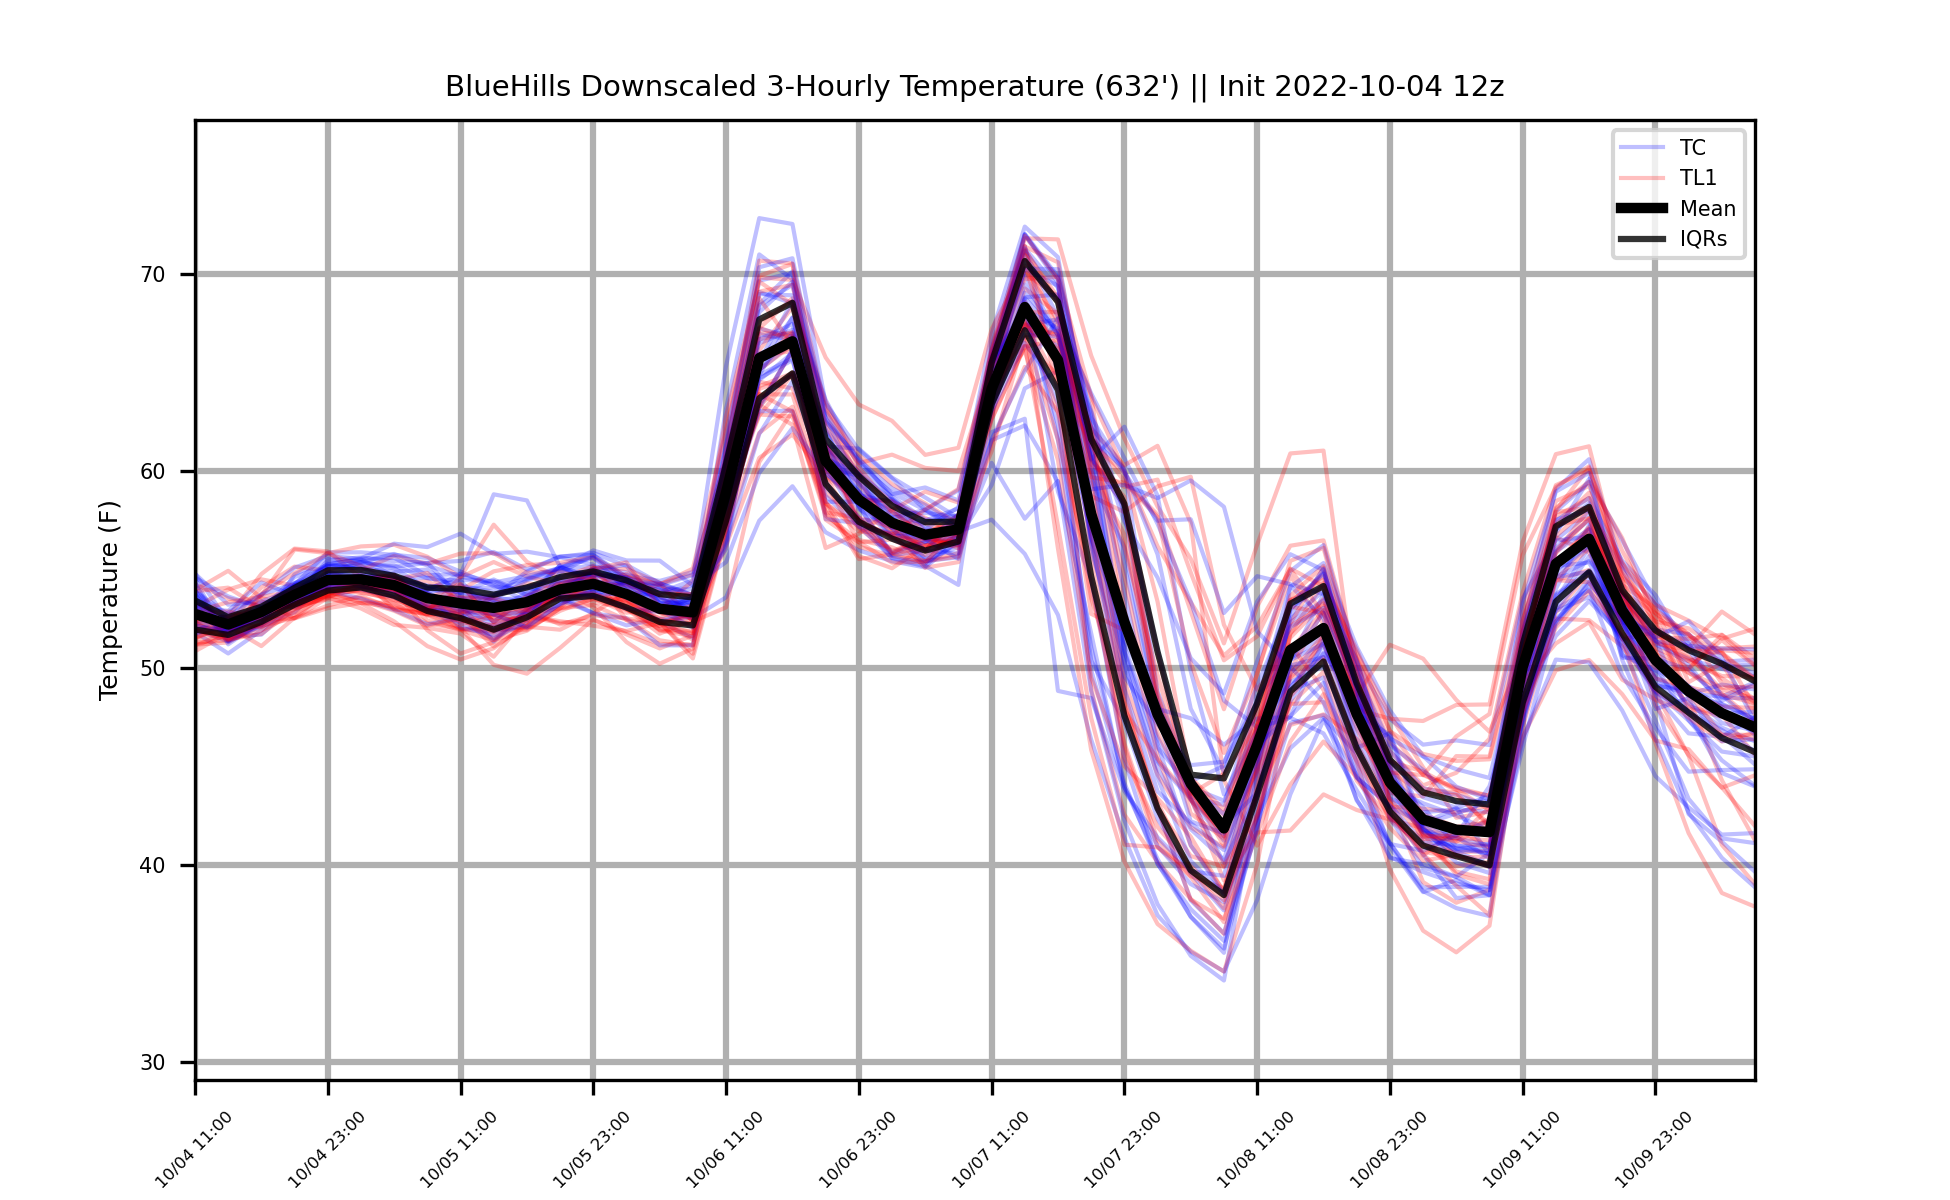 BlueHills Downscaled 3-Hourly Temperature (632') || Init 2022-10-04 12z
TC
TL1
Mean
IQRs
Temperature (F)
70
60
50
40
30
10/04 11:00
10/04 23:00
10/05 11:00
10/05 23:00
10/06 11:00
10/06 23:00
10/07 11:00
10/07 23:00
10/08 11:00
10/08 23:00
10/09 11:00
10/09 23:00